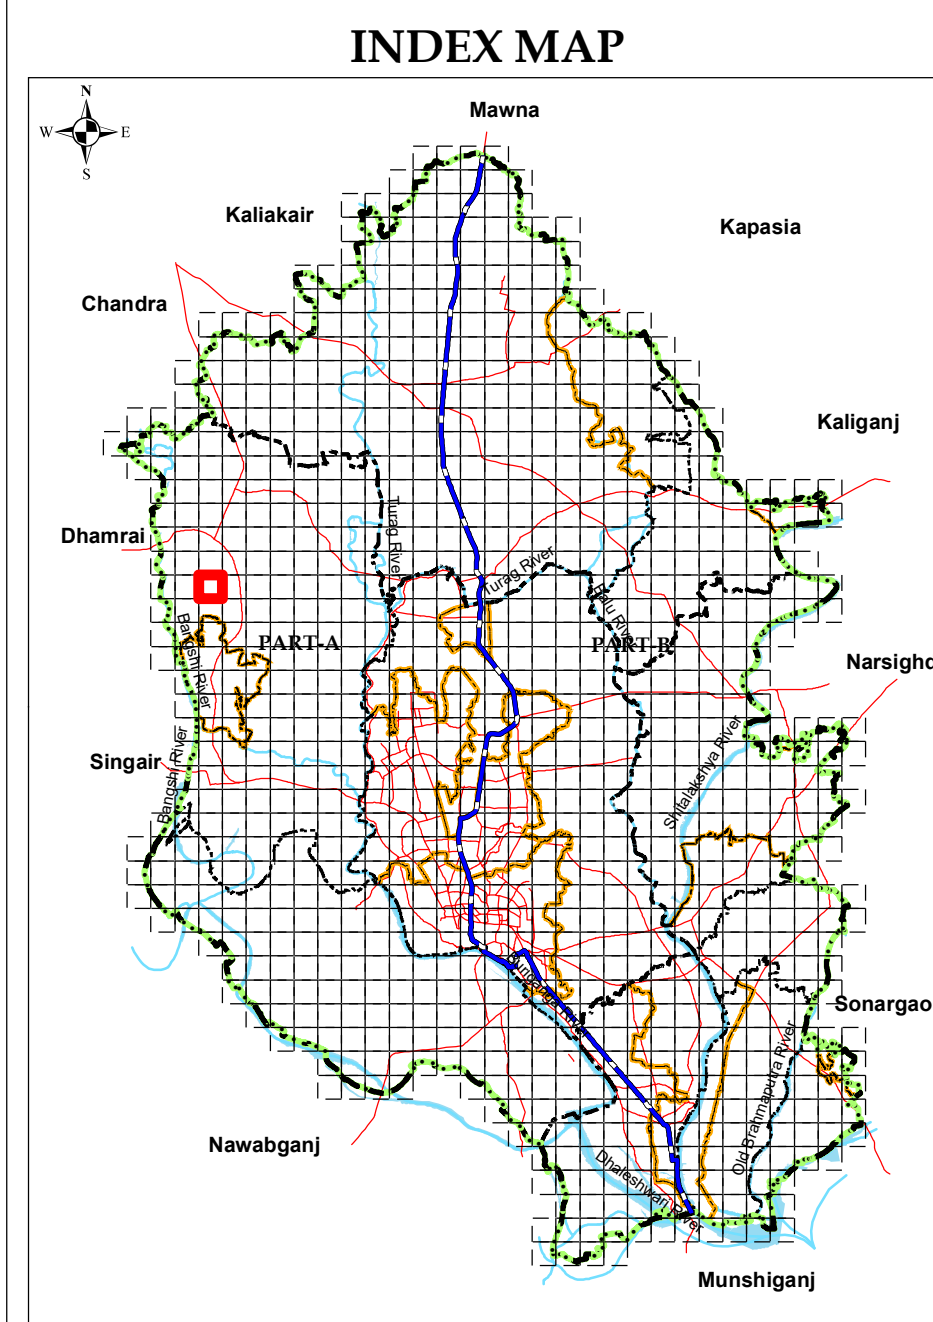 INDEX MAP
N
W E
S
Mawna
Kaliakair
Kapasia
Chandra
Kaliganj
Turag River
Dhamrai
Turag River
Balu River
Bangshi River
PART-A
PART-B
Narsighd
Shitalakshya River
Bangshi River
Singair
Buriganga River
Sonargao
Old Brahmaputra River
Nawabganj
Dhaleshwari River
Munshiganj